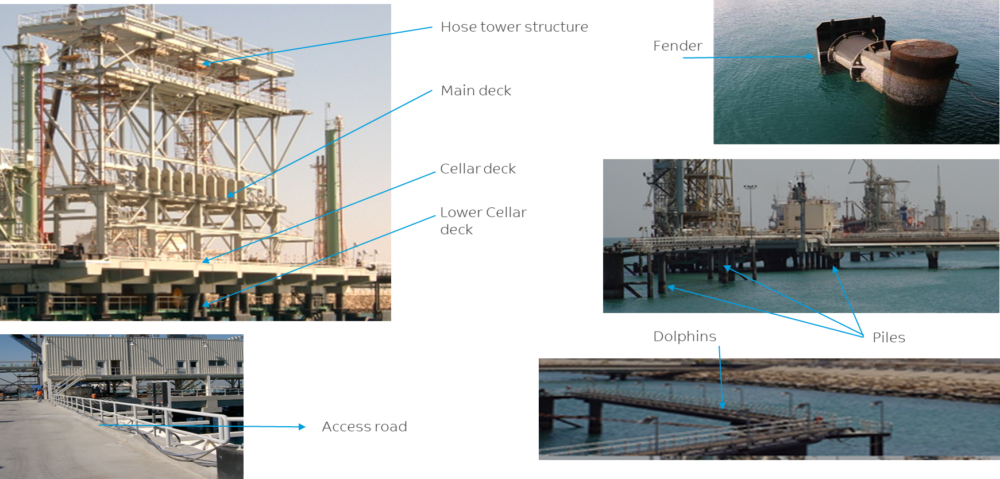 Hose tower structure
Main deck
Cellar deck
Lower Cellar
deck
Access road
Fender
Piles
Dolphins